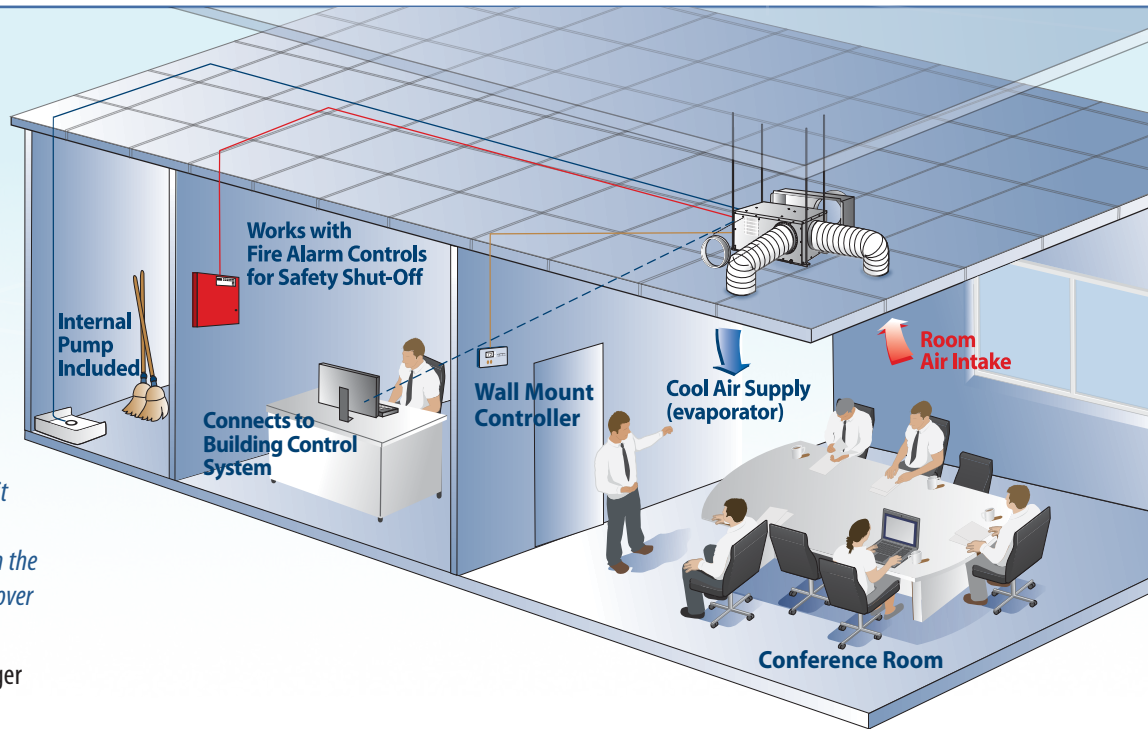 Works with
Fire Alarm Controls
for Safety Shut-Off
Internal
Pump
Included
Connects to
Building Control
System
Wall Mount
Controller
Cool Air Supply
(evaporator)
Room
Air Intake
Conference Room
it
the
over